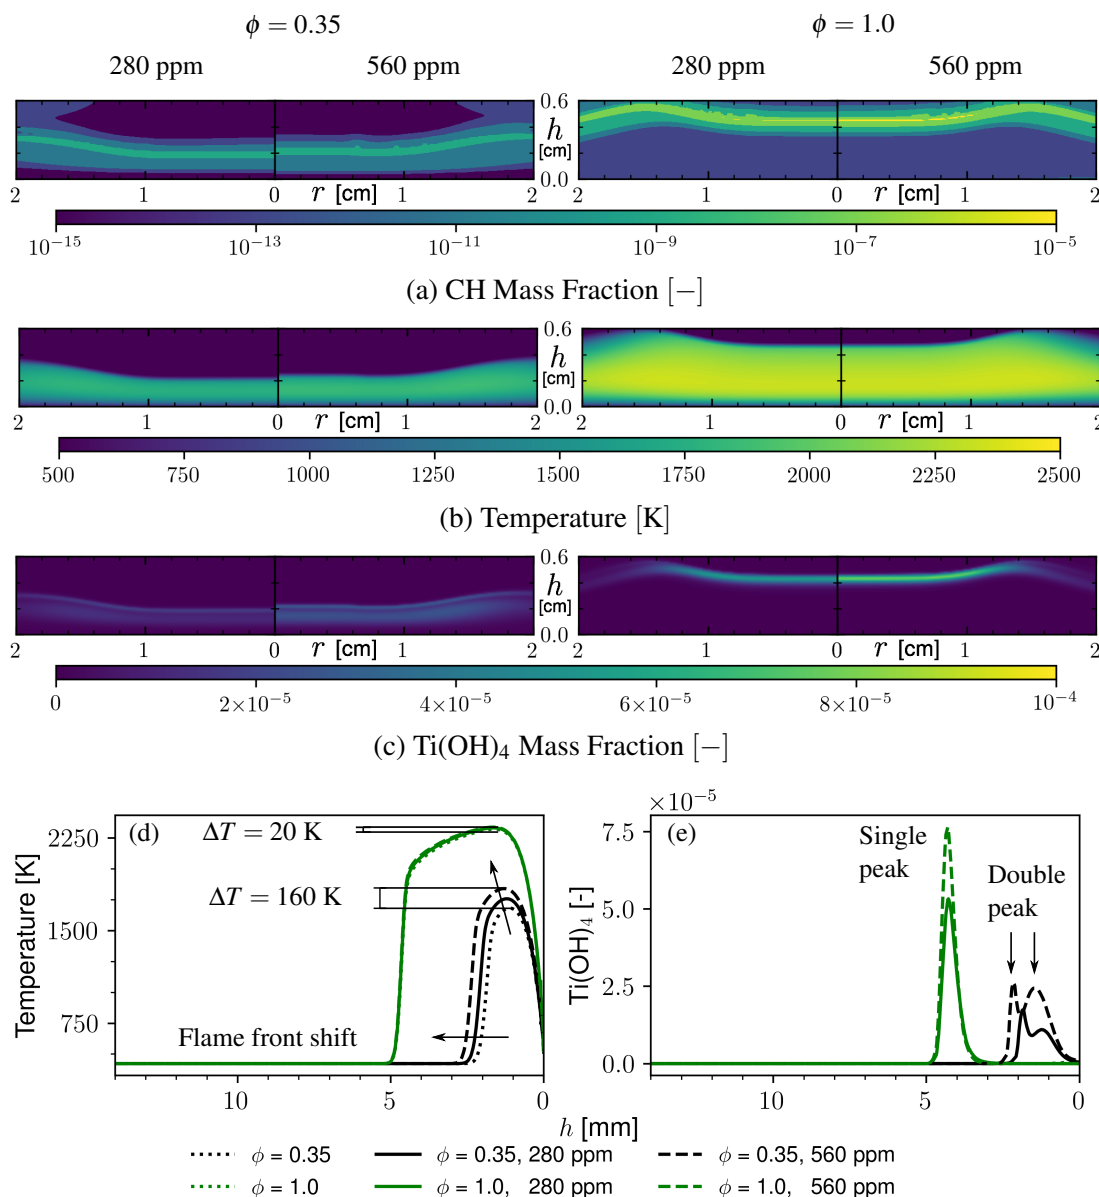 ϕ = 0.35 ϕ = 1.0
280 ppm 560 ppm 280 ppm 560 ppm
0.6
h
[cm]
0.0
2 1 0 r [cm] 1 2 2 1 0 r [cm] 1 2
10⁻¹⁵ 10⁻¹³ 10⁻¹¹ 10⁻⁹ 10⁻⁷ 10⁻⁵
(a) CH Mass Fraction [−]
0.6
h
[cm]
0.0
2 1 0 r [cm] 1 2 2 1 0 r [cm] 1 2
500 750 1000 1250 1500 1750 2000 2250 2500
(b) Temperature [K]
0.6
h
[cm]
0.0
2 1 0 r [cm] 1 2 2 1 0 r [cm] 1 2
0 2×10⁻⁵ 4×10⁻⁵ 6×10⁻⁵ 8×10⁻⁵ 10⁻⁴
(c) Ti(OH)₄ Mass Fraction [−]
(d)
ΔT = 20 K
ΔT = 160 K
Flame front shift
Temperature [K]
2250
1500
750
10 5 0
×10⁻⁵
(e)
Single
peak
Double
peak
Ti(OH)₄ [-]
7.5
5.0
2.5
0.0
10 5 0
h [mm]
ϕ = 0.35 ϕ = 0.35, 280 ppm ϕ = 0.35, 560 ppm
ϕ = 1.0 ϕ = 1.0, 280 ppm ϕ = 1.0, 560 ppm